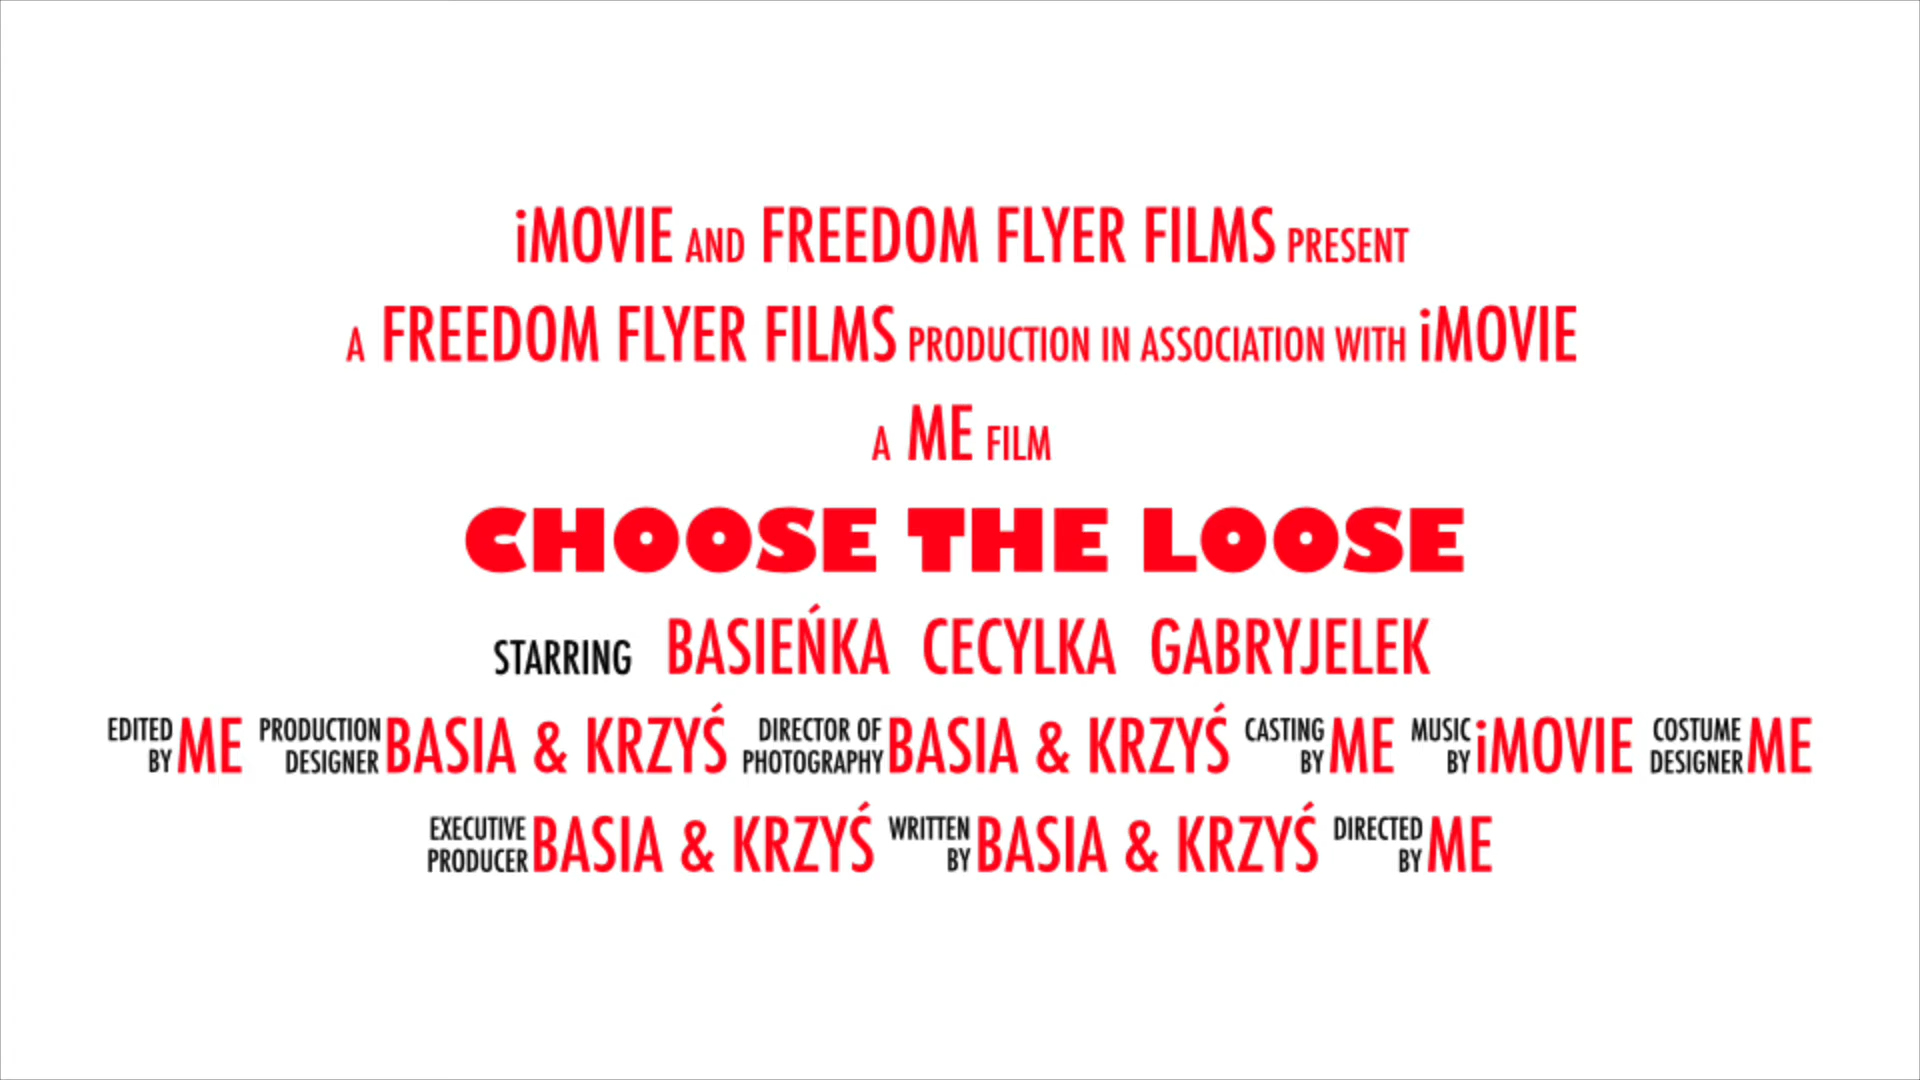 iMOVIE AND FREEDOM FLYER FILMS PRESENT
A FREEDOM FLYER FILMS PRODUCTION IN ASSOCIATION WITH iMOVIE
A ME FILM
CHOOSE THE LOOSE
STARRING BASIEŃKA CECYLKA GABRYJELEK
EDITED BY ME PRODUCTION DESIGNER BASIA & KRZYŚ DIRECTOR OF PHOTOGRAPHY BASIA & KRZYŚ CASTING BY ME MUSIC BY iMOVIE COSTUME DESIGNER ME
EXECUTIVE PRODUCER BASIA & KRZYŚ WRITTEN BY BASIA & KRZYŚ DIRECTED BY ME